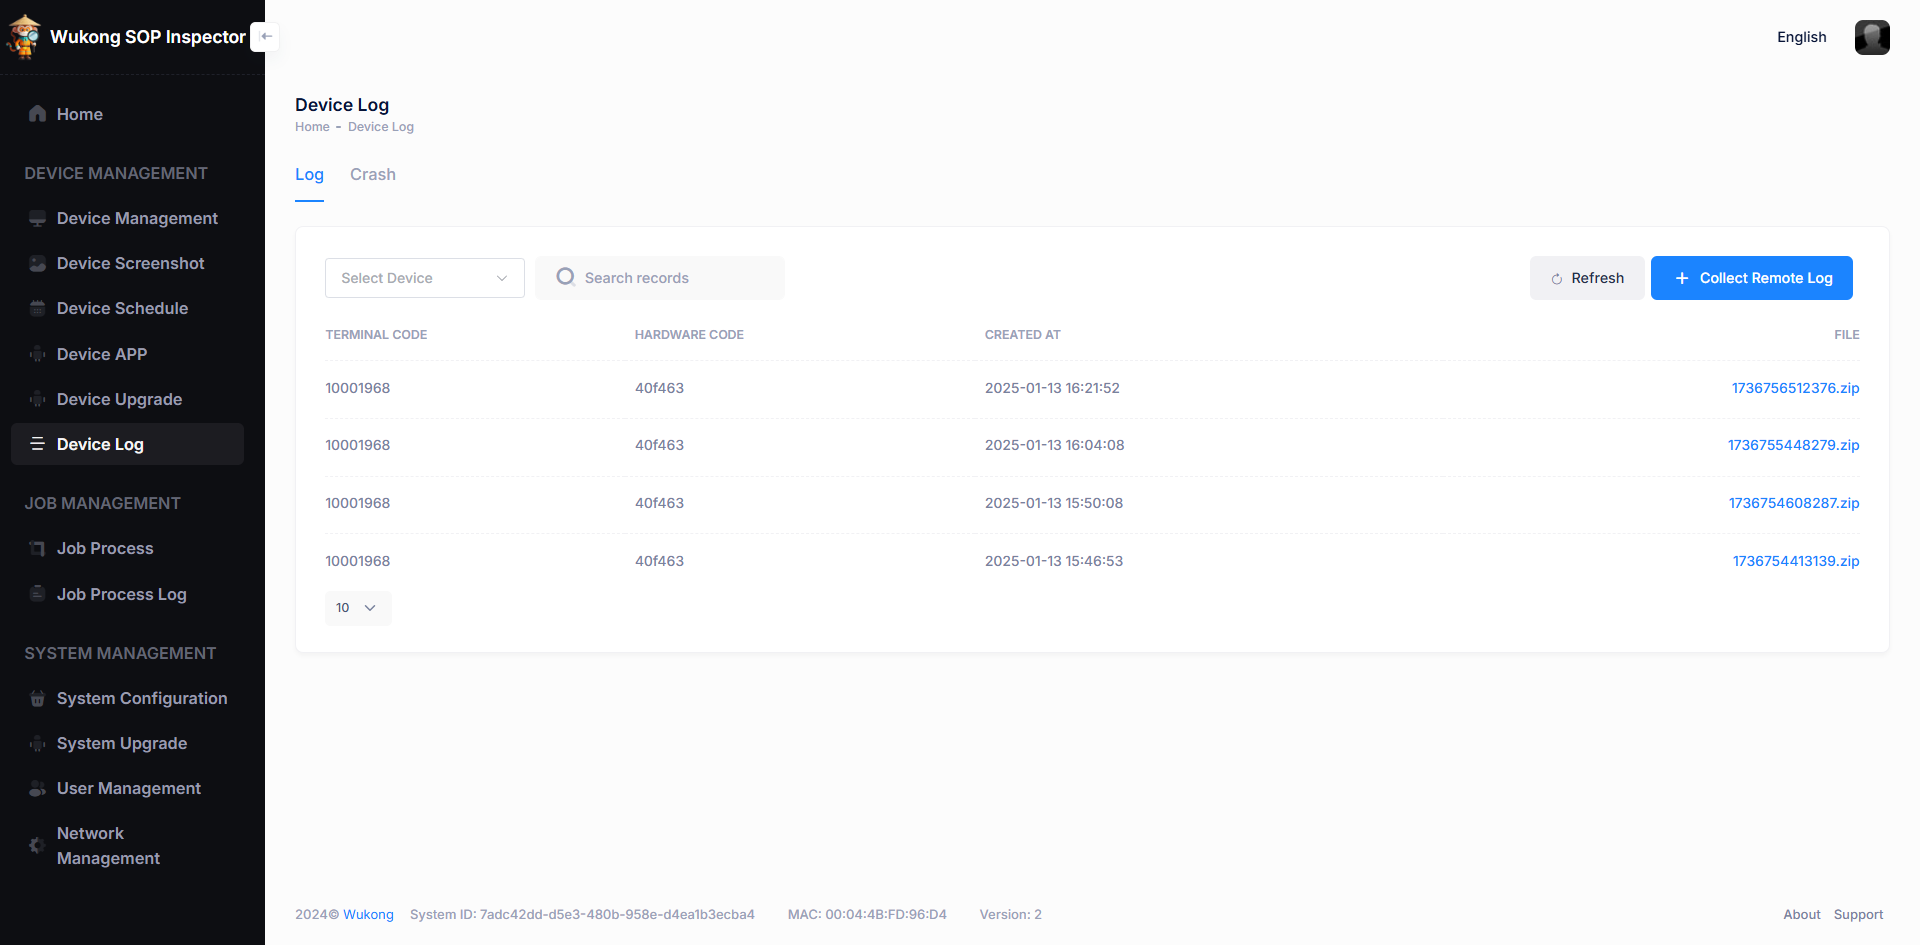 Wukong SOP Inspector
English
Home
DEVICE MANAGEMENT
Device Management
Device Screenshot
Device Schedule
Device APP
Device Upgrade
Device Log
JOB MANAGEMENT
Job Process
Job Process Log
SYSTEM MANAGEMENT
System Configuration
System Upgrade
User Management
Network
Management
Device Log
Home - Device Log
Log Crash
Select Device Search records Refresh + Collect Remote Log
TERMINAL CODE HARDWARE CODE CREATED AT FILE
10001968 40f463 2025-01-13 16:21:52 1736756512376.zip
10001968 40f463 2025-01-13 16:04:08 1736755448279.zip
10001968 40f463 2025-01-13 15:50:08 1736754608287.zip
10001968 40f463 2025-01-13 15:46:53 1736754413139.zip
10
2024© Wukong System ID: 7adc42dd-d5e3-480b-958e-d4ea1b3ecba4 MAC: 00:04:4B:FD:96:D4 Version: 2 About Support